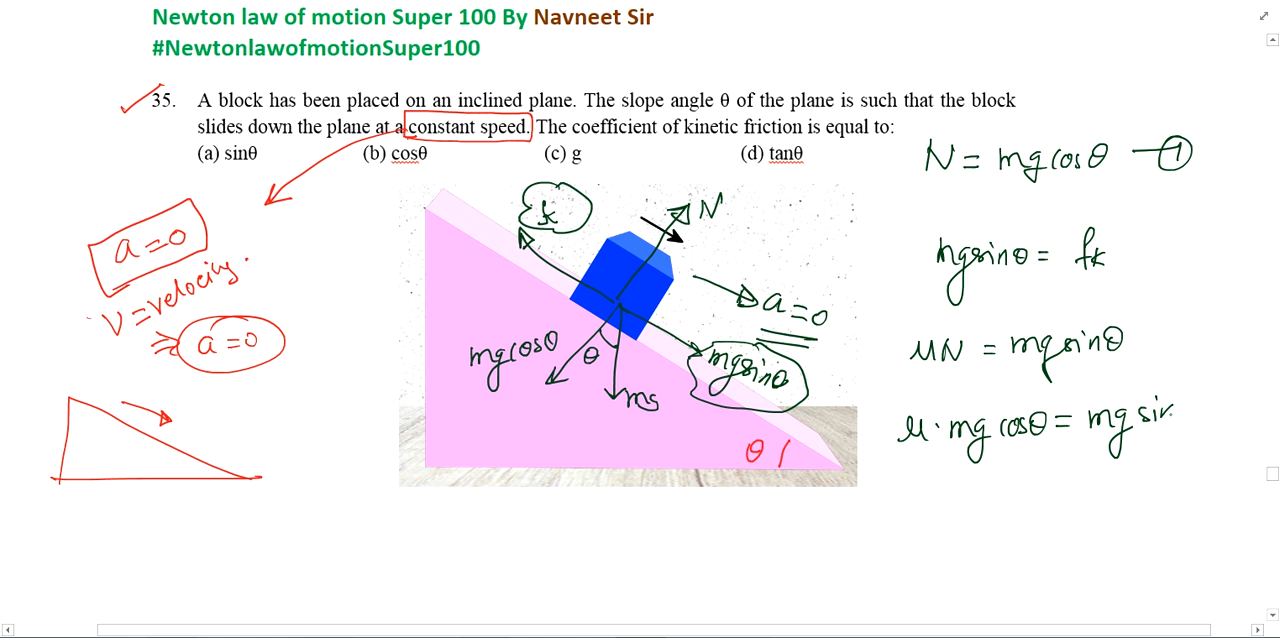 Newton law of motion Super 100 By Navneet Sir
#NewtonlawofmotionSuper100
35. A block has been placed on an inclined plane. The slope angle θ of the plane is such that the block
slides down the plane at a constant speed. The coefficient of kinetic friction is equal to:
(a) sinθ (b) cosθ (c) g (d) tanθ
a=0
V=velocity.
a=0
fk
N
a=0
mgcosθ
θ
mg
mgsinθ
θ
N = mg cosθ —①
mgsinθ = fk
μN = mgsinθ
μ·mg cosθ = mg sin